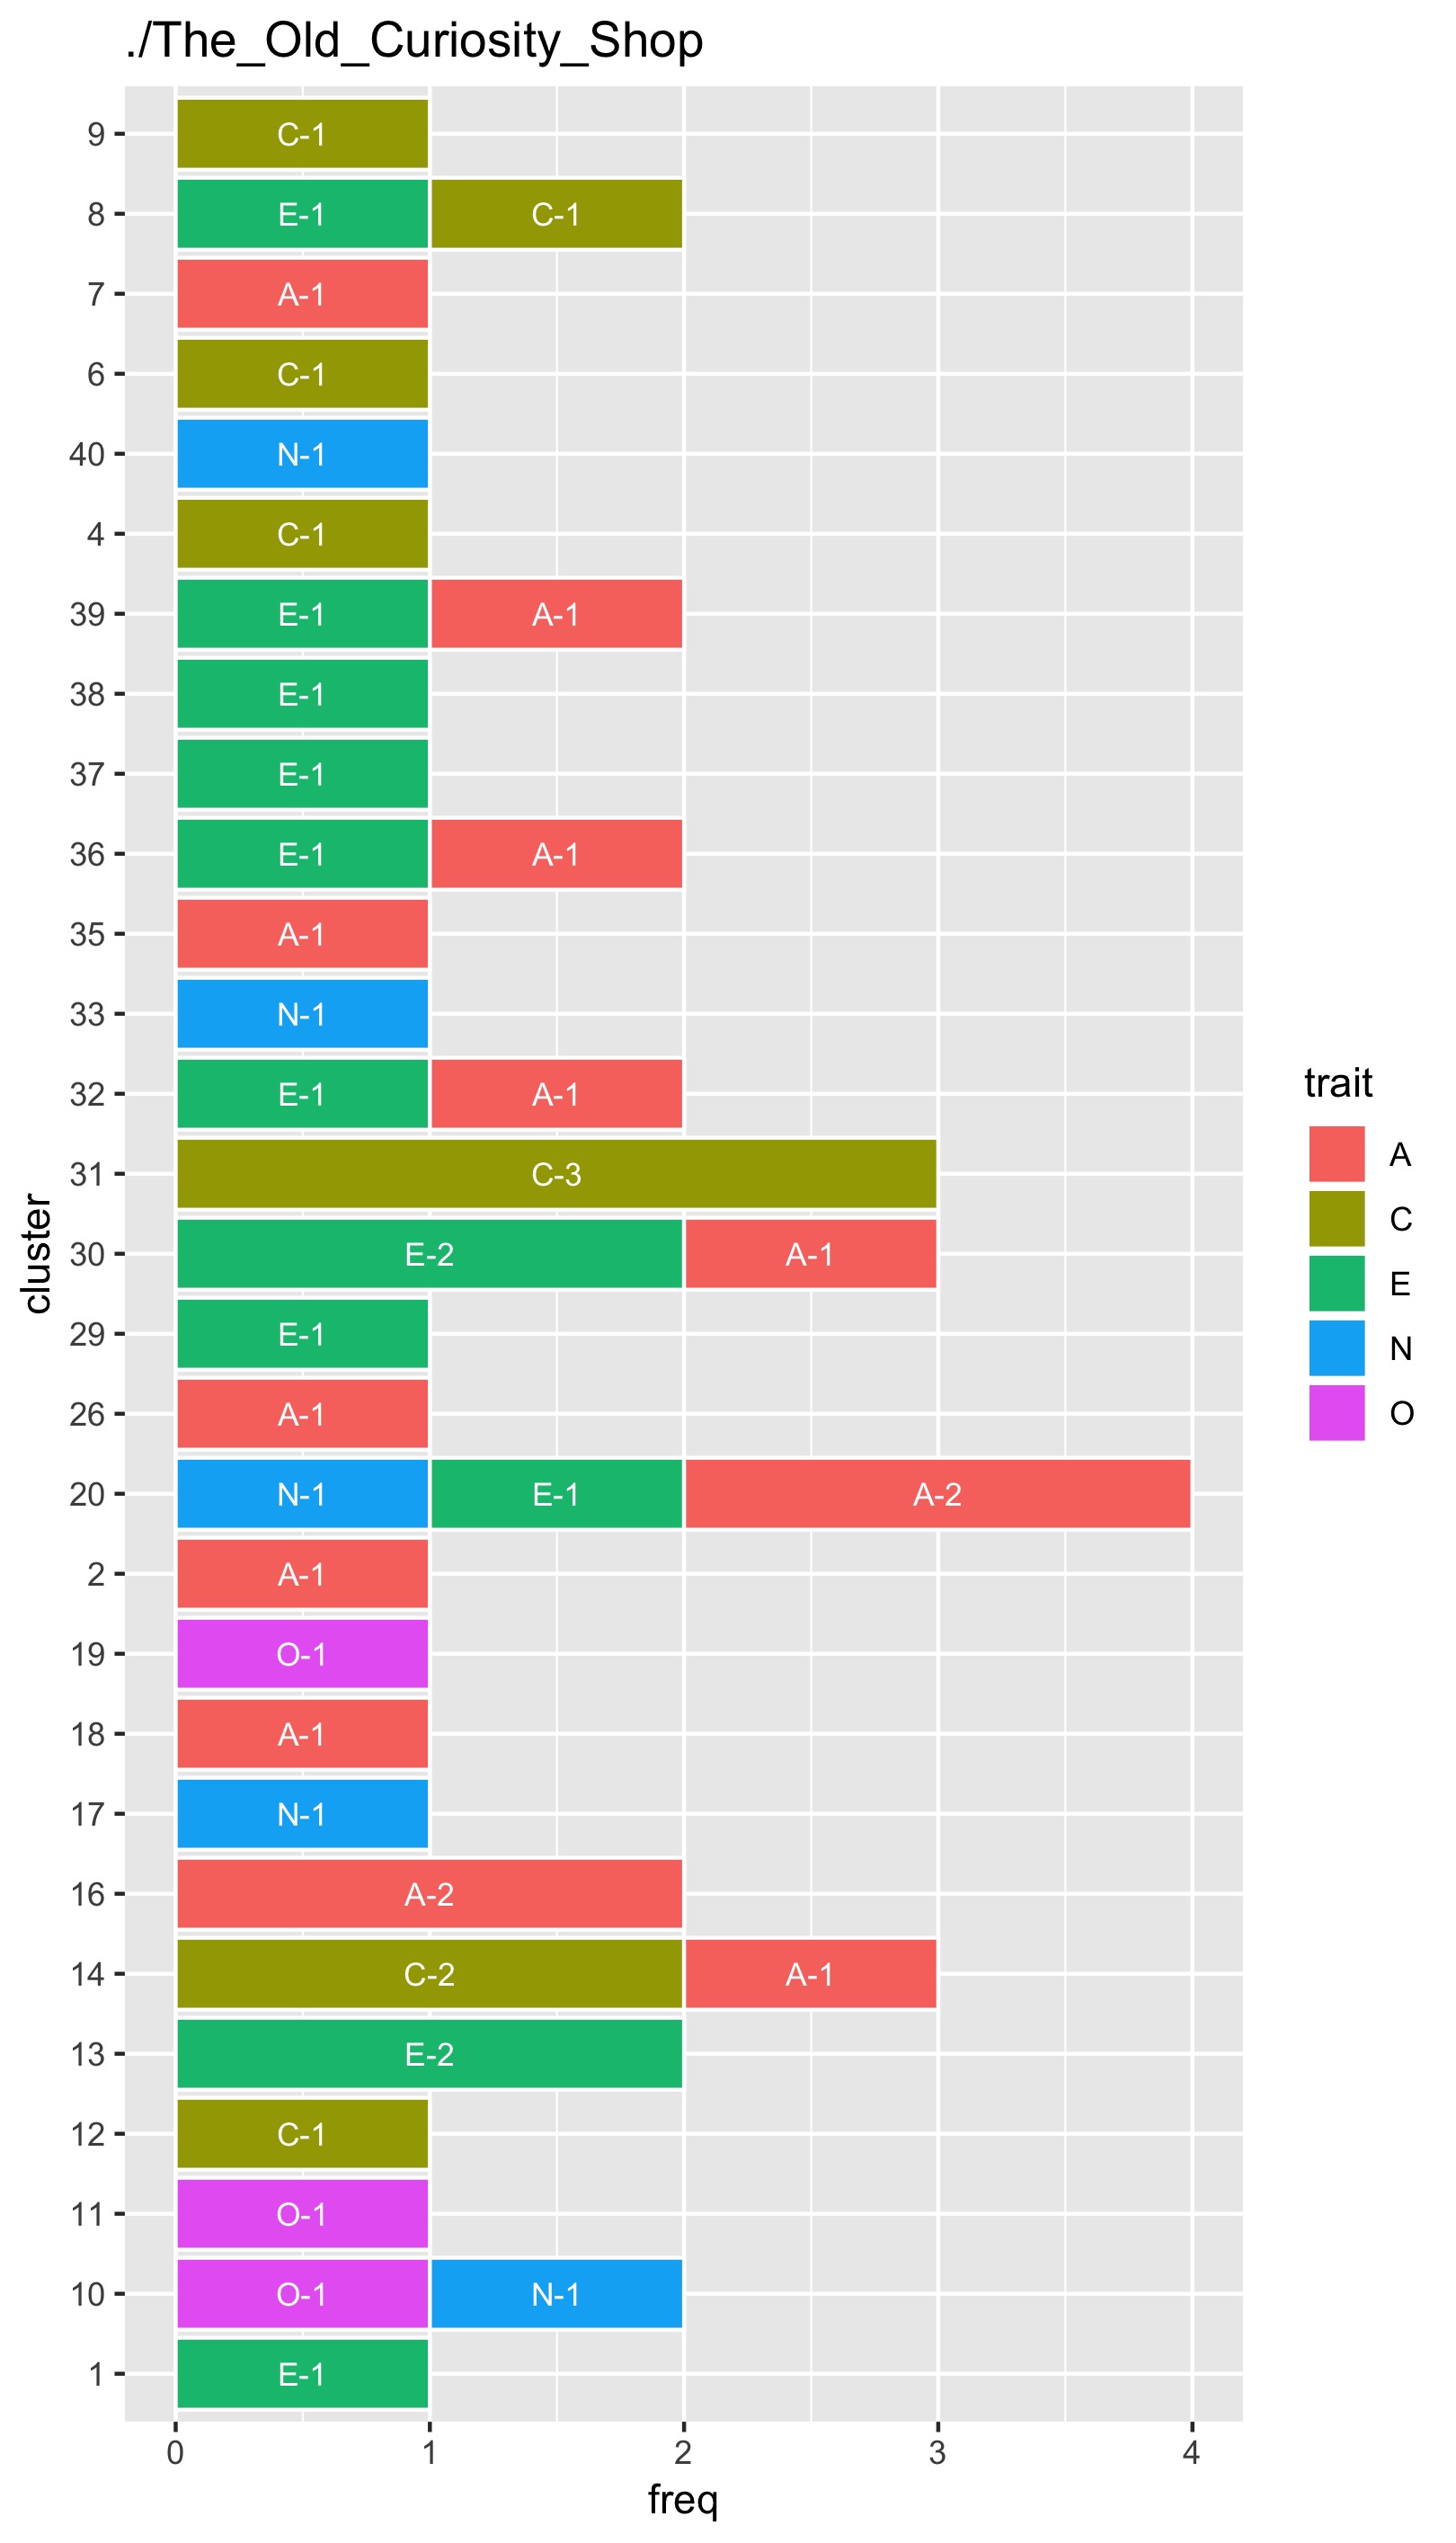 ./The_Old_Curiosity_Shop
9 C-1
8 E-1 C-1
7 A-1
6 C-1
40 N-1
4 C-1
39 E-1 A-1
38 E-1
37 E-1
36 E-1 A-1
35 A-1
33 N-1
32 E-1 A-1
31 C-3
30 E-2 A-1
29 E-1
26 A-1
20 N-1 E-1 A-2
2 A-1
19 O-1
18 A-1
17 N-1
16 A-2
14 C-2 A-1
13 E-2
12 C-1
11 O-1
10 O-1 N-1
1 E-1
0 1 2 3 4
freq
cluster
trait
A
C
E
N
O